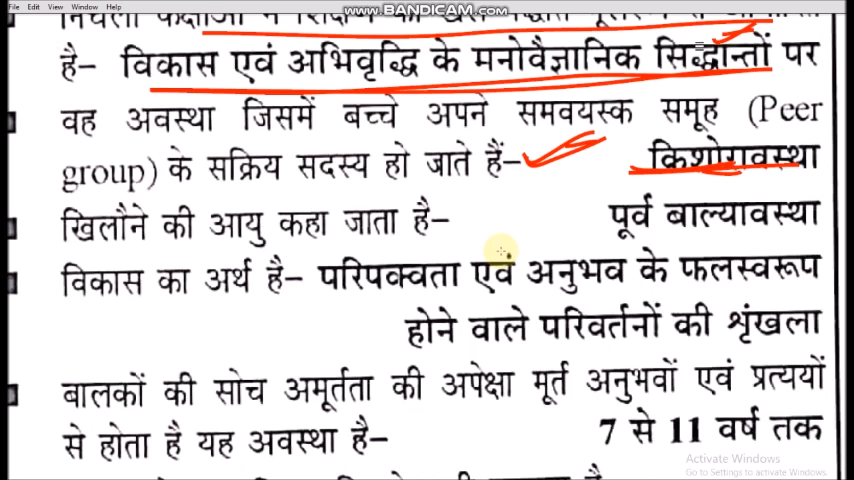 File Edit View Window Help
WWW.BANDICAM.COM
है– विकास एवं अभिवृद्धि के मनोवैज्ञानिक सिद्धान्तों पर
वह अवस्था जिसमें बच्चे अपने समवयस्क समूह (Peer
group) के सक्रिय सदस्य हो जाते हैं– किशोरावस्था
खिलौने की आयु कहा जाता है– पूर्व बाल्यावस्था
विकास का अर्थ है– परिपक्वता एवं अनुभव के फलस्वरूप
होने वाले परिवर्तनों की शृंखला
बालकों की सोच अमूर्तता की अपेक्षा मूर्त अनुभवों एवं प्रत्ययों
से होता है यह अवस्था है– 7 से 11 वर्ष तक
Activate Windows
Go to Settings to activate Windows.